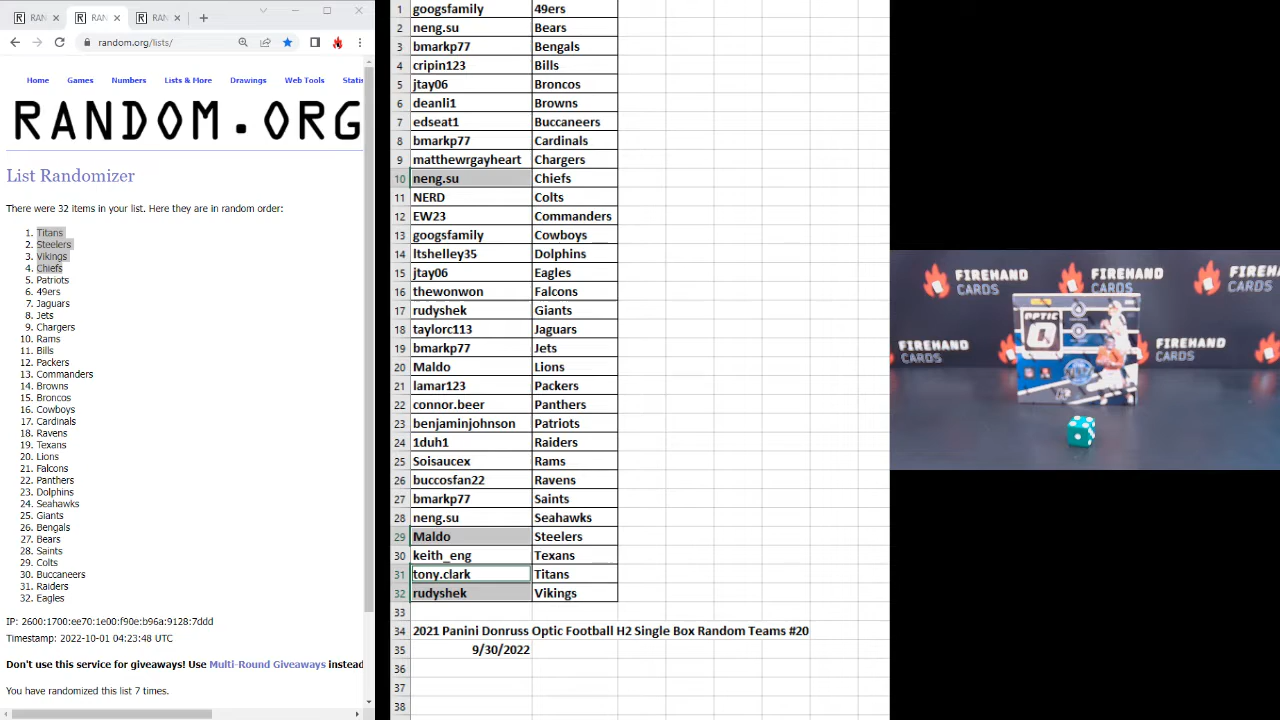 RAN
RAN
RAN
random.org/lists/
Home Games Numbers Lists & More Drawings Web Tools Statis
RANDOM.ORG
List Randomizer
There were 32 items in your list. Here they are in random order:
1. Titans
2. Steelers
3. Vikings
4. Chiefs
5. Patriots
6. 49ers
7. Jaguars
8. Jets
9. Chargers
10. Rams
11. Bills
12. Packers
13. Commanders
14. Browns
15. Broncos
16. Cowboys
17. Cardinals
18. Ravens
19. Texans
20. Lions
21. Falcons
22. Panthers
23. Dolphins
24. Seahawks
25. Giants
26. Bengals
27. Bears
28. Saints
29. Colts
30. Buccaneers
31. Raiders
32. Eagles
IP: 2600:1700:ee70:1e00:f90e:b96a:9128:7ddd
Timestamp: 2022-10-01 04:23:48 UTC
Don't use this service for giveaways! Use Multi-Round Giveaways instead
You have randomized this list 7 times.
1 googsfamily 49ers
2 neng.su Bears
3 bmarkp77 Bengals
4 cripin123 Bills
5 jtay06 Broncos
6 deanli1 Browns
7 edseat1 Buccaneers
8 bmarkp77 Cardinals
9 matthewrgayheart Chargers
10 neng.su Chiefs
11 NERD Colts
12 EW23 Commanders
13 googsfamily Cowboys
14 ltshelley35 Dolphins
15 jtay06 Eagles
16 thewonwon Falcons
17 rudyshek Giants
18 taylorc113 Jaguars
19 bmarkp77 Jets
20 Maldo Lions
21 lamar123 Packers
22 connor.beer Panthers
23 benjaminjohnson Patriots
24 1duh1 Raiders
25 Soisaucex Rams
26 buccosfan22 Ravens
27 bmarkp77 Saints
28 neng.su Seahawks
29 Maldo Steelers
30 keith_eng Texans
31 tony.clark Titans
32 rudyshek Vikings
33
34 2021 Panini Donruss Optic Football H2 Single Box Random Teams #20
35 9/30/2022
36
37
38
FIREHAND CARDS
FIREHAND CARDS
FIREHAND CARDS
FIREHAND CARDS
FIREHAND CARDS
OPTIC